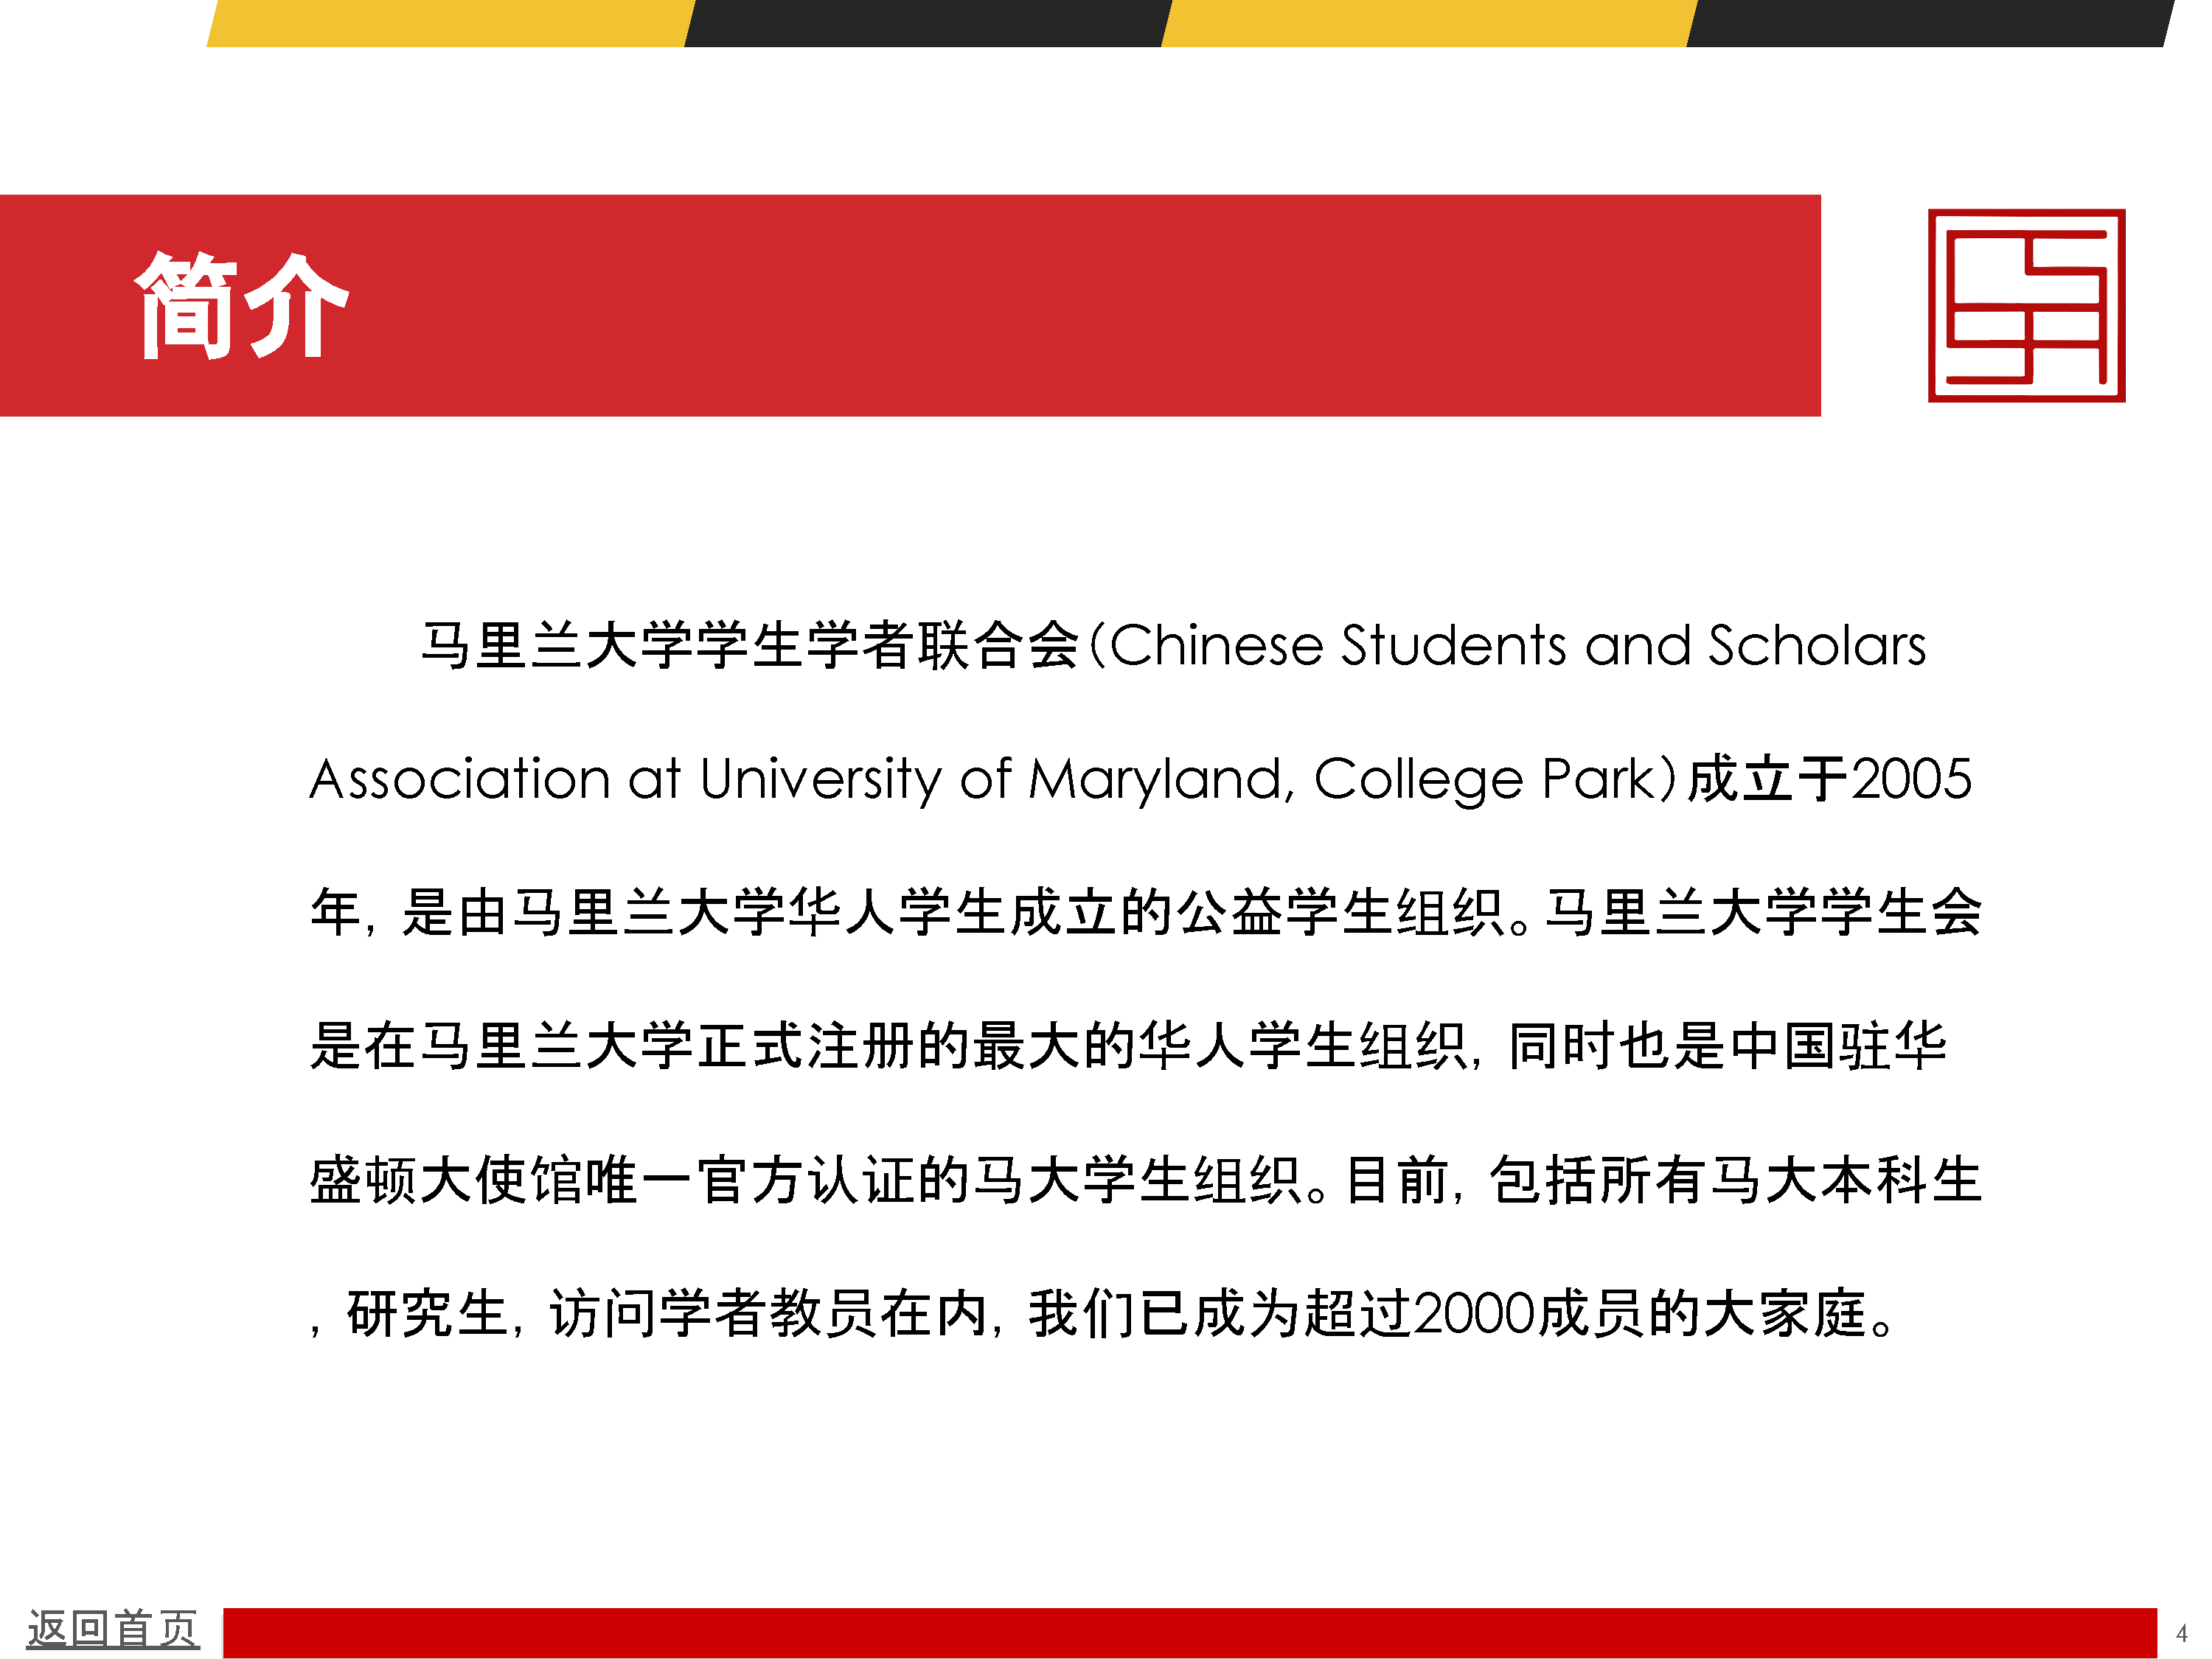 简介
马里兰大学学生学者联合会（Chinese Students and Scholars
Association at University of Maryland, College Park）成立于2005
年，是由马里兰大学华人学生成立的公益学生组织。马里兰大学学生会
是在马里兰大学正式注册的最大的华人学生组织，同时也是中国驻华
盛顿大使馆唯一官方认证的马大学生组织。目前，包括所有马大本科生
，研究生，访问学者教员在内，我们已成为超过2000成员的大家庭。
返回首页
4